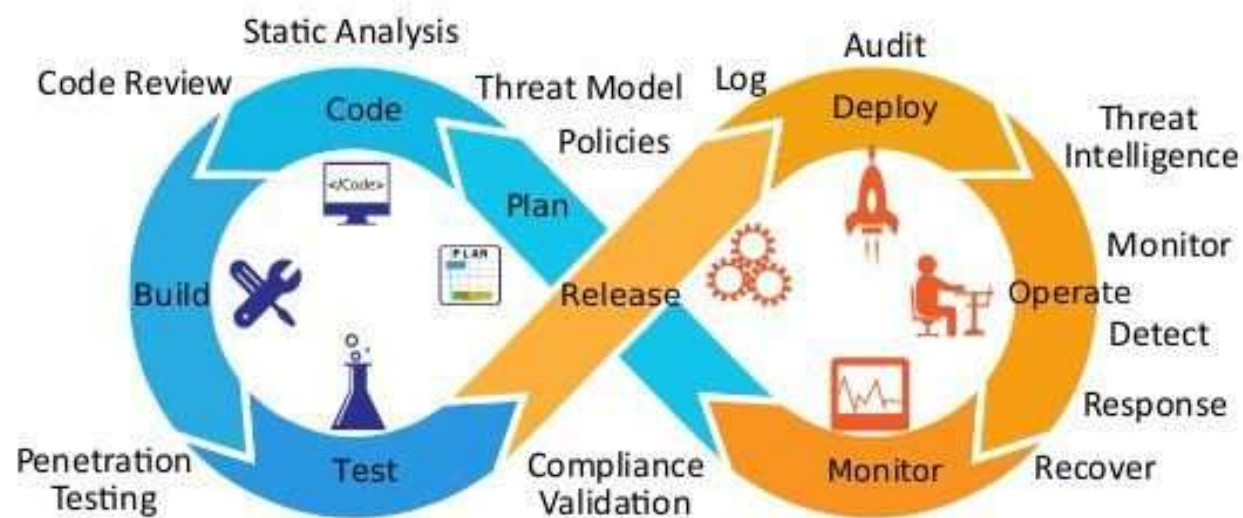 Static Analysis
Code Review
Code
Threat Model
Policies
Log
Audit
Deploy
Threat
Intelligence
</Code>
Plan
PLAN
Build
Release
Monitor
Operate
Detect
Response
Recover
Test
Penetration
Testing
Compliance
Validation
Monitor